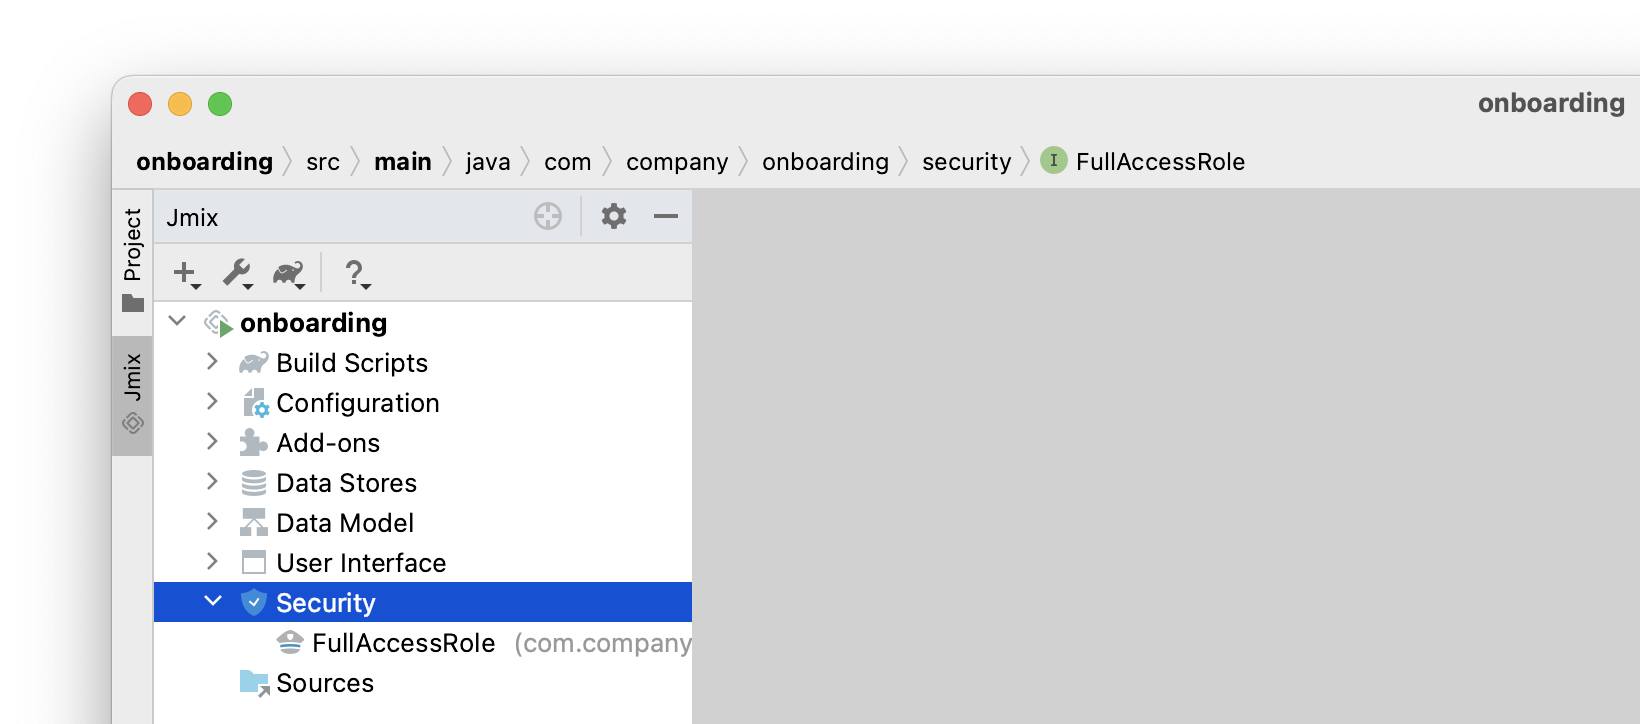 onboarding
onboarding src main java com company onboarding security I FullAccessRole
Project
Jmix
Jmix
?
onboarding
Build Scripts
Configuration
Add-ons
Data Stores
Data Model
User Interface
Security
FullAccessRole (com.company
Sources